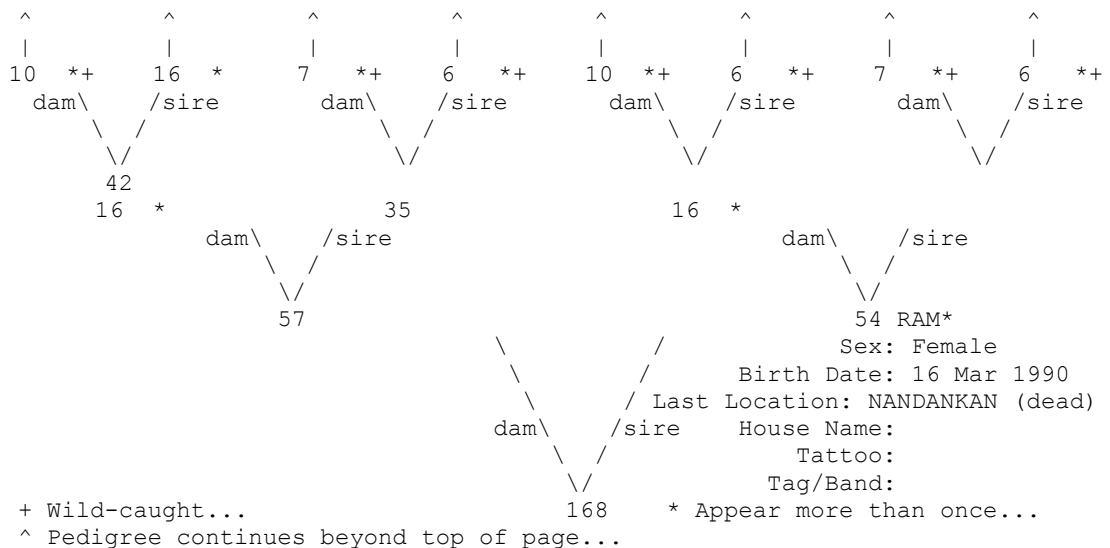 ^ ^ ^ ^ ^ ^ ^ ^
| | | | | | | |
10 *+ 16 * 7 *+ 6 *+ 10 *+ 6 *+ 7 *+ 6 *+
dam\ /sire dam\ /sire dam\ /sire dam\ /sire
\ / \ / \ / \ /
\/ \/ \/ \/
42
16 * 35 16 *
dam\ /sire dam\ /sire
\ / \ /
\/ \/
57 54 RAM*
\ / Sex: Female
\ / Birth Date: 16 Mar 1990
\ / Last Location: NANDANKAN (dead)
dam\ /sire House Name:
\ / Tattoo:
\/ Tag/Band:
+ Wild-caught... 168 * Appear more than once...
^ Pedigree continues beyond top of page...